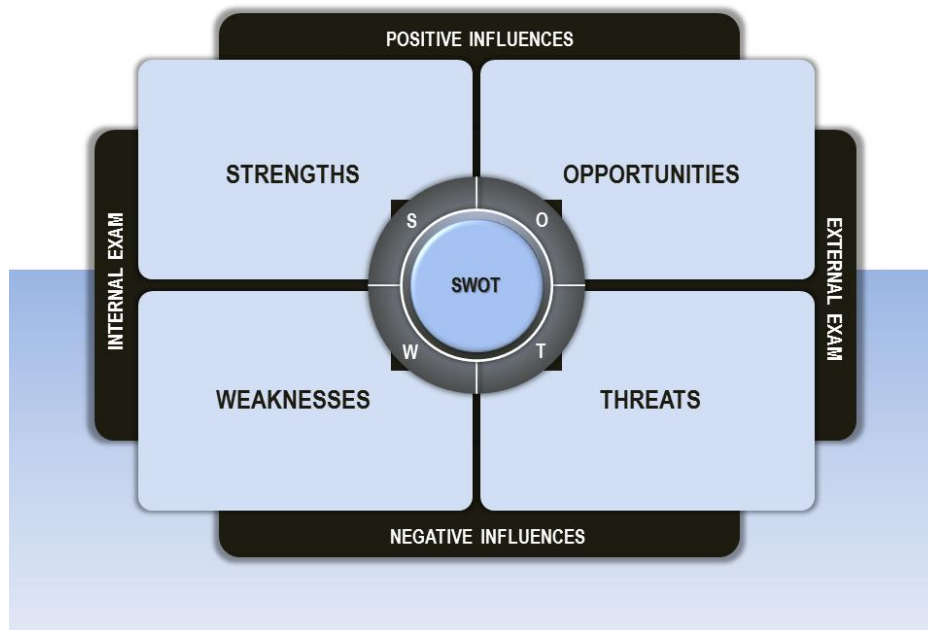 POSITIVE INFLUENCES
STRENGTHS
OPPORTUNITIES
S
O
INTERNAL EXAM
SWOT
EXTERNAL EXAM
W
T
WEAKNESSES
THREATS
NEGATIVE INFLUENCES